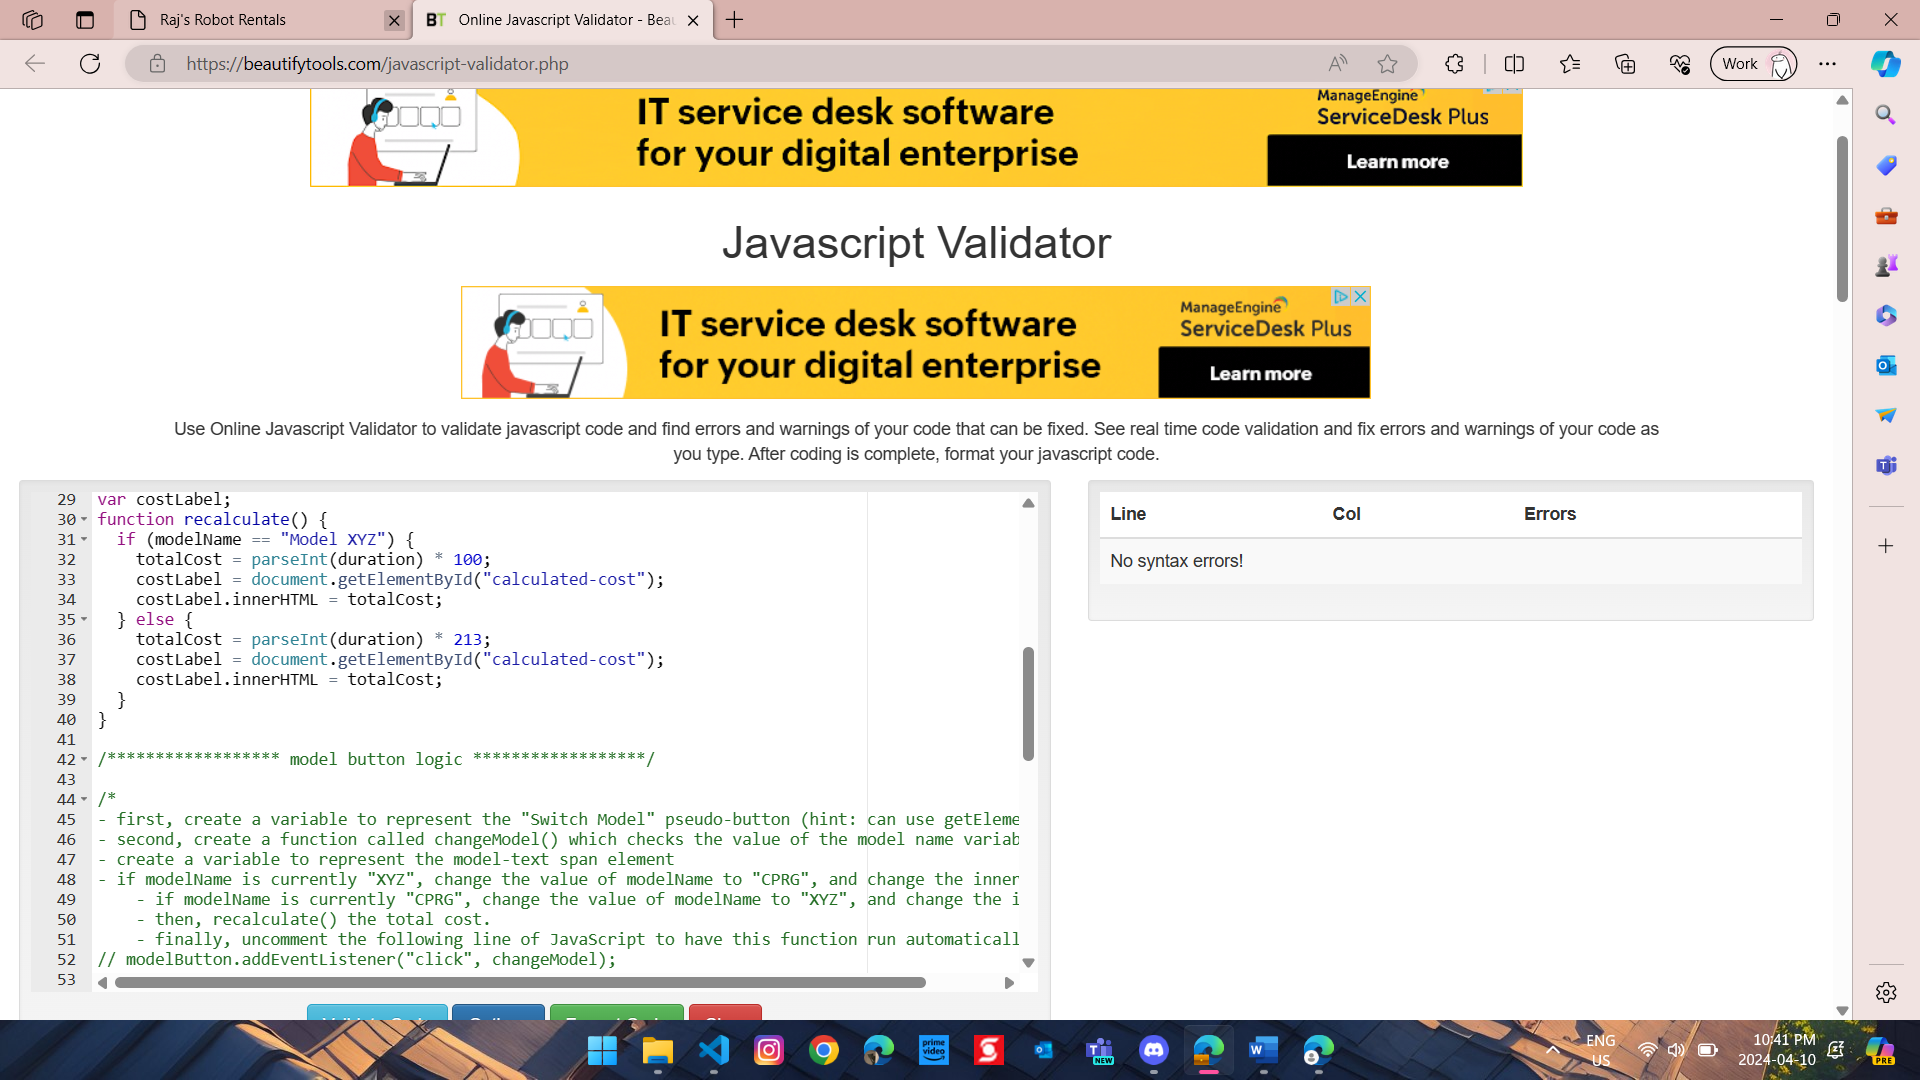 Raj's Robot Rentals
BT Online Javascript Validator - Beau
https://beautifytools.com/javascript-validator.php
Work
IT service desk software
for your digital enterprise
ManageEngine
ServiceDesk Plus
Learn more
Javascript Validator
IT service desk software
for your digital enterprise
ManageEngine
ServiceDesk Plus
Learn more
Use Online Javascript Validator to validate javascript code and find errors and warnings of your code that can be fixed. See real time code validation and fix errors and warnings of your code as
you type. After coding is complete, format your javascript code.
29 var costLabel;
30 function recalculate() {
31 if (modelName == "Model XYZ") {
32 totalCost = parseInt(duration) * 100;
33 costLabel = document.getElementById("calculated-cost");
34 costLabel.innerHTML = totalCost;
35 } else {
36 totalCost = parseInt(duration) * 213;
37 costLabel = document.getElementById("calculated-cost");
38 costLabel.innerHTML = totalCost;
39 }
40 }
41
42 /****************** model button logic ******************/
43
44 /*
45 - first, create a variable to represent the "Switch Model" pseudo-button (hint: can use getEleme
46 - second, create a function called changeModel() which checks the value of the model name variab
47 - create a variable to represent the model-text span element
48 - if modelName is currently "XYZ", change the value of modelName to "CPRG", and change the inner
49 - if modelName is currently "CPRG", change the value of modelName to "XYZ", and change the i
50 - then, recalculate() the total cost.
51 - finally, uncomment the following line of JavaScript to have this function run automaticall
52 // modelButton.addEventListener("click", changeModel);
53
Line Col Errors
No syntax errors!
prime
video
NEW
ENG
US
10:41 PM
2024-04-10
PRE